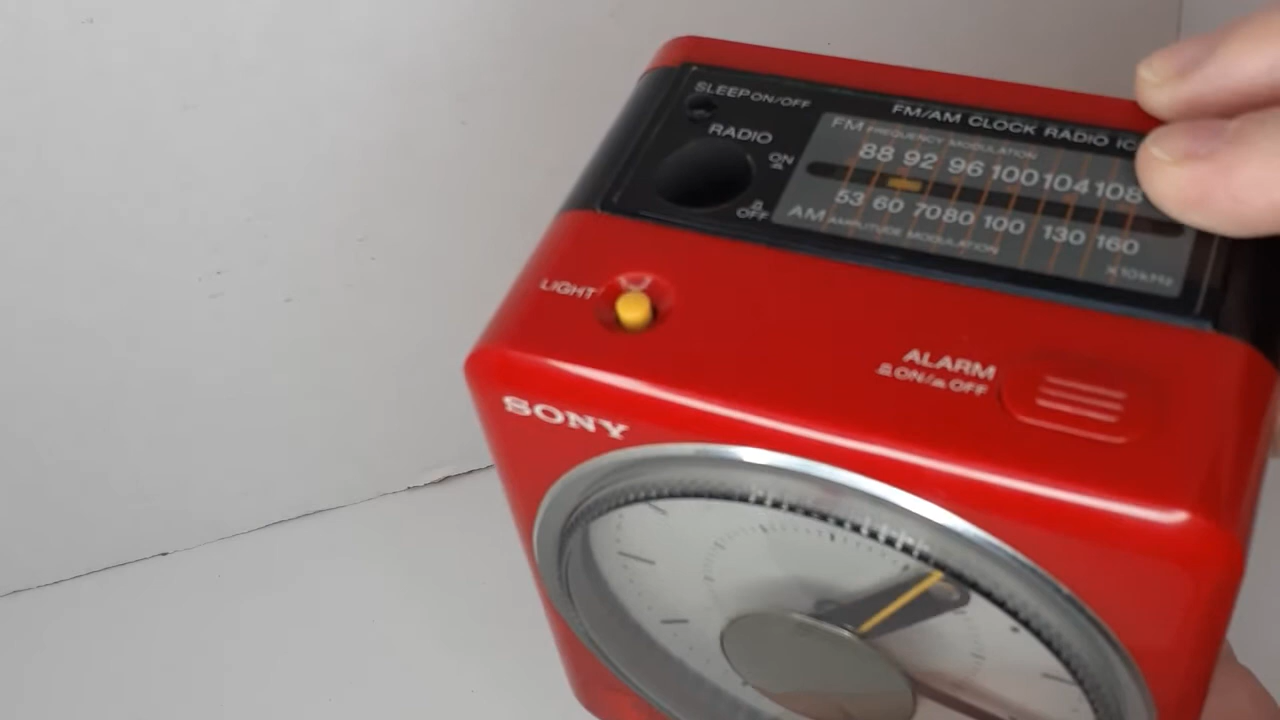 SLEEP ON/OFF
FM/AM CLOCK RADIO
RADIO
ON
OFF
FM FREQUENCY MODULATION
88 92 96 100 104 108
53 60 70 80 100 130 160
AM AMPLITUDE MODULATION
X10kHz
LIGHT
ALARM
ON/ OFF
SONY